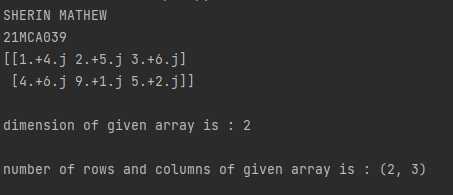 SHERIN MATHEW
21MCA039
[[1.+4.j 2.+5.j 3.+6.j]
 [4.+6.j 9.+1.j 5.+2.j]]
dimension of given array is : 2
number of rows and columns of given array is : (2, 3)